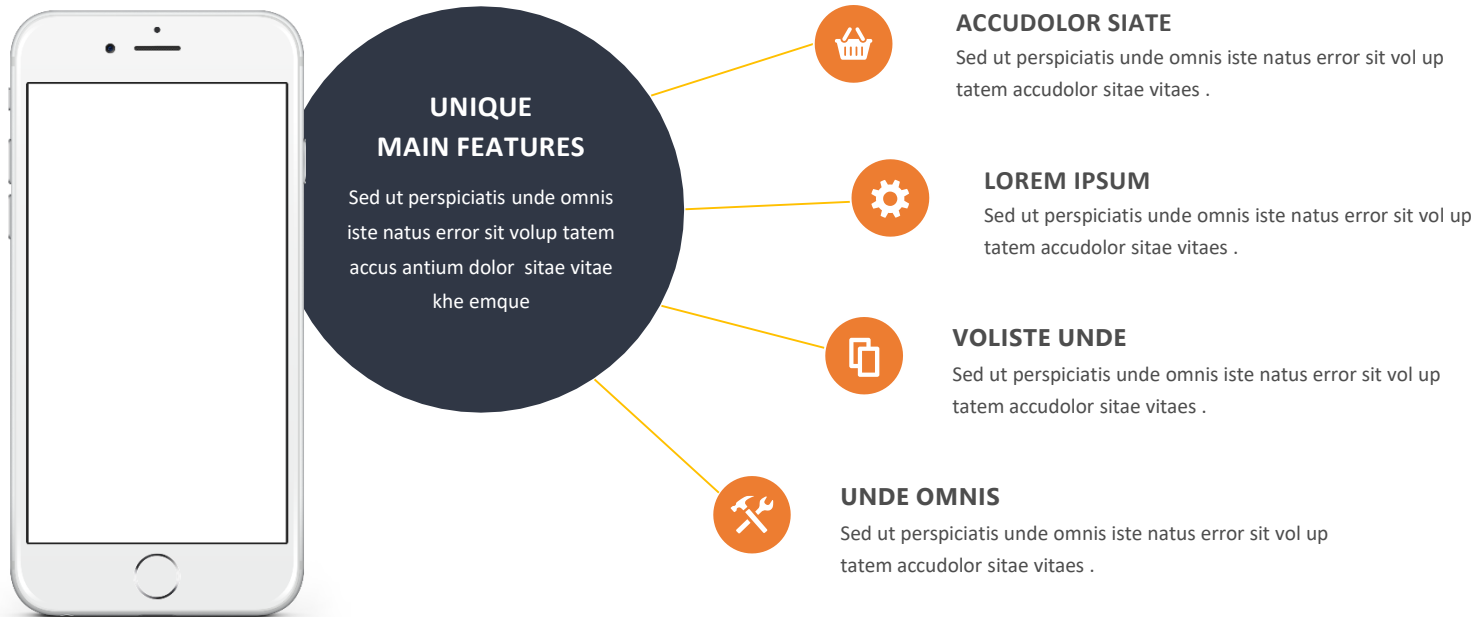 UNIQUE
MAIN FEATURES
Sed ut perspiciatis unde omnis
iste natus error sit volup tatem
accus antium dolor  sitae vitae
khe emque
ACCUDOLOR SIATE
Sed ut perspiciatis unde omnis iste natus error sit vol up
tatem accudolor sitae vitaes .
LOREM IPSUM
Sed ut perspiciatis unde omnis iste natus error sit vol up
tatem accudolor sitae vitaes .
VOLISTE UNDE
Sed ut perspiciatis unde omnis iste natus error sit vol up
tatem accudolor sitae vitaes .
UNDE OMNIS
Sed ut perspiciatis unde omnis iste natus error sit vol up
tatem accudolor sitae vitaes .